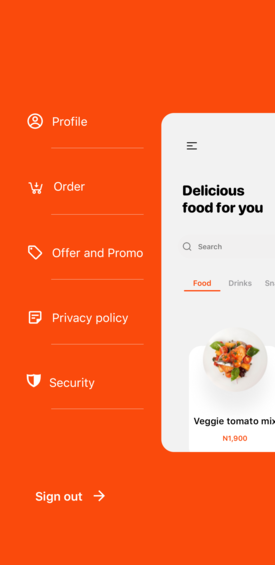 Profile
Order
Offer and Promo
Privacy policy
Security
Sign out
Delicious
food for you
Search
Food Drinks
Veggie tomato mix
N1,900